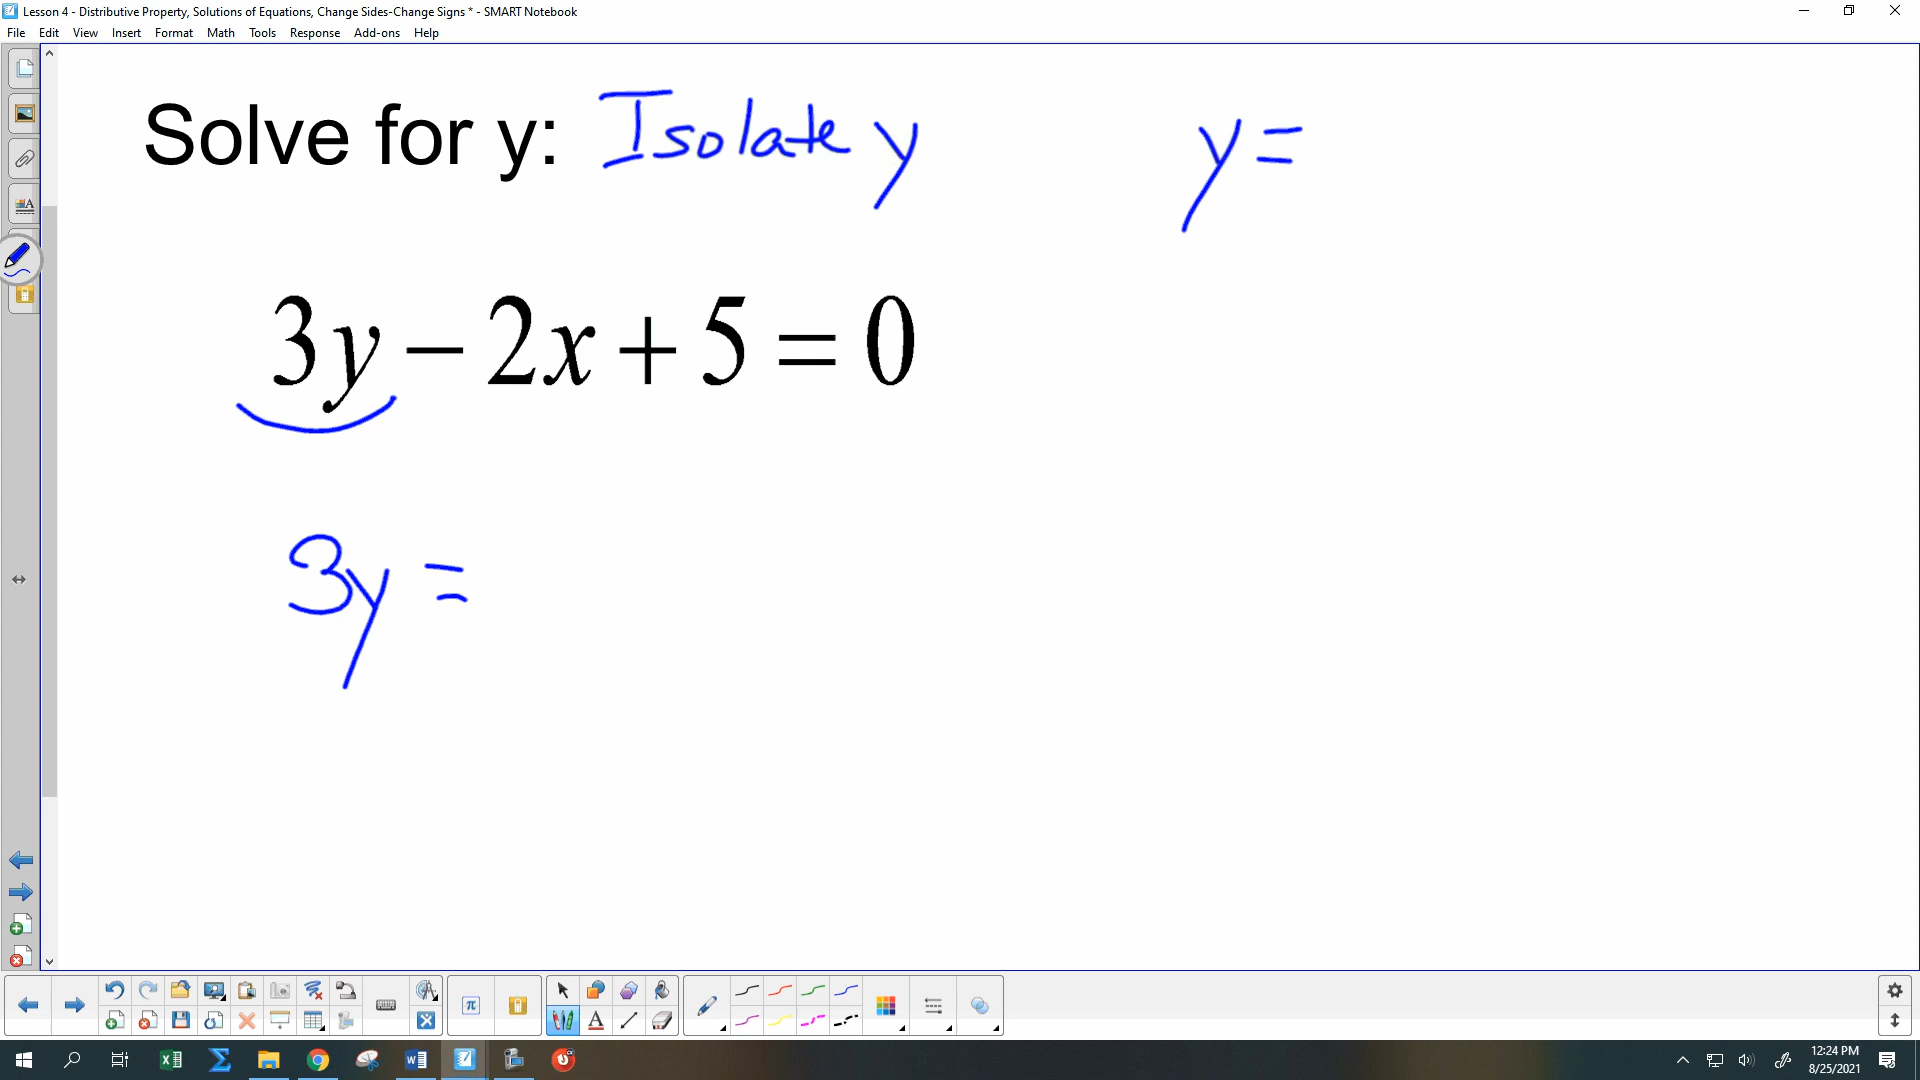 Lesson 4 - Distributive Property, Solutions of Equations, Change Sides-Change Signs * - SMART Notebook
File Edit View Insert Format Math Tools Response Add-ons Help
Solve for y: Isolate y y =
3y − 2x + 5 = 0
3y =
12:24 PM
8/25/2021